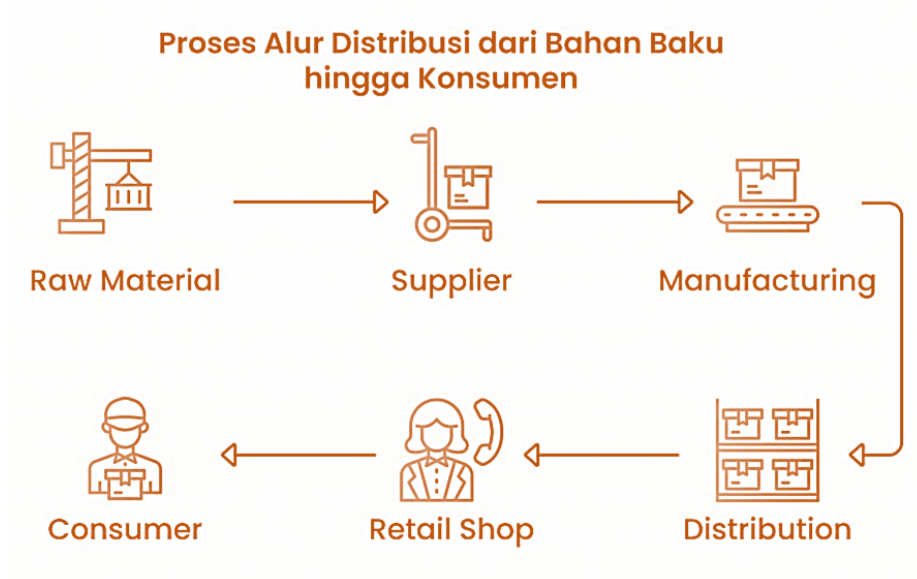 Proses Alur Distribusi dari Bahan Baku
hingga Konsumen
Raw Material
Supplier
Manufacturing
Consumer
Retail Shop
Distribution